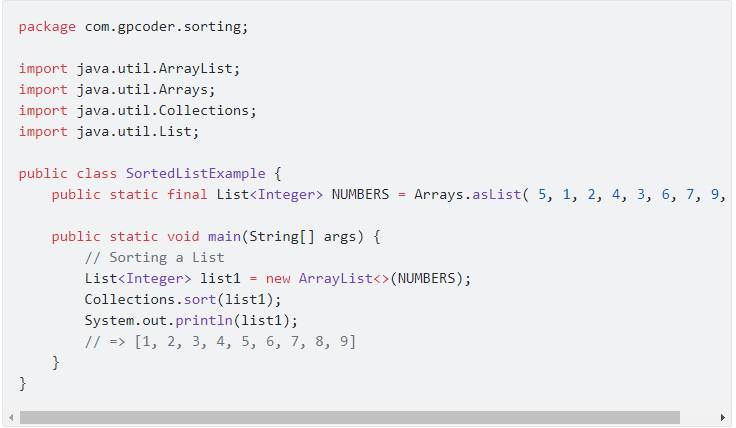 package com.gpcoder.sorting;
import java.util.ArrayList;
import java.util.Arrays;
import java.util.Collections;
import java.util.List;
public class SortedListExample {
public static final List<Integer> NUMBERS = Arrays.asList( 5, 1, 2, 4, 3, 6, 7, 9,
public static void main(String[] args) {
// Sorting a List
List<Integer> list1 = new ArrayList<>(NUMBERS);
Collections.sort(list1);
System.out.println(list1);
// => [1, 2, 3, 4, 5, 6, 7, 8, 9]
}
}